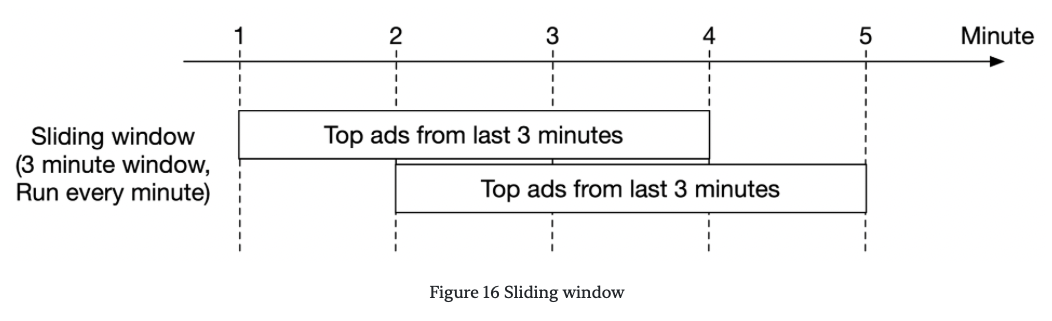 1 2 3 4 5 Minute
Top ads from last 3 minutes
Sliding window
(3 minute window,
Run every minute)
Top ads from last 3 minutes
Figure 16 Sliding window